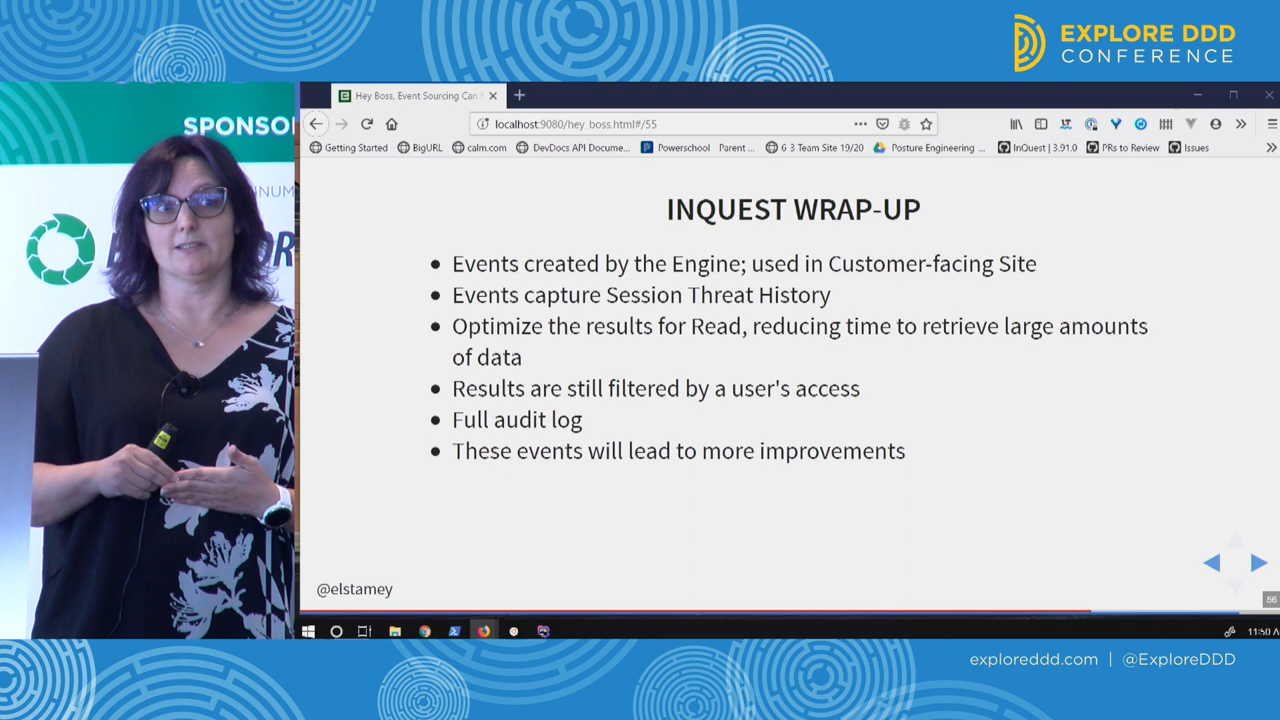 EXPLORE DDD
CONFERENCE
SPONSO
Hey Boss, Event Sourcing Can
localhost:9080/hey_boss.html#/55
Getting Started
BigURL
calm.com
DevDocs API Docume...
Powerschool
Parent ...
6-3 Team Site 19/20
Posture Engineering ...
InQuest | 3.91.0
PRs to Review
Issues
INUM
INQUEST WRAP-UP
Events created by the Engine; used in Customer-facing Site
Events capture Session Threat History
Optimize the results for Read, reducing time to retrieve large amounts
of data
Results are still filtered by a user's access
Full audit log
These events will lead to more improvements
@elstamey
56
11:50 A
exploreddd.com | @ExploreDDD